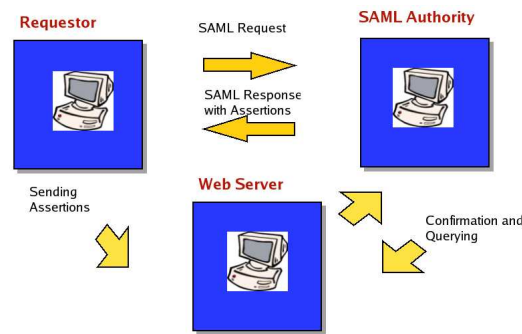 Requestor
SAML Request
SAML Authority
SAML Response
with Assertions
Sending
Assertions
Web Server
Confirmation and
Querying